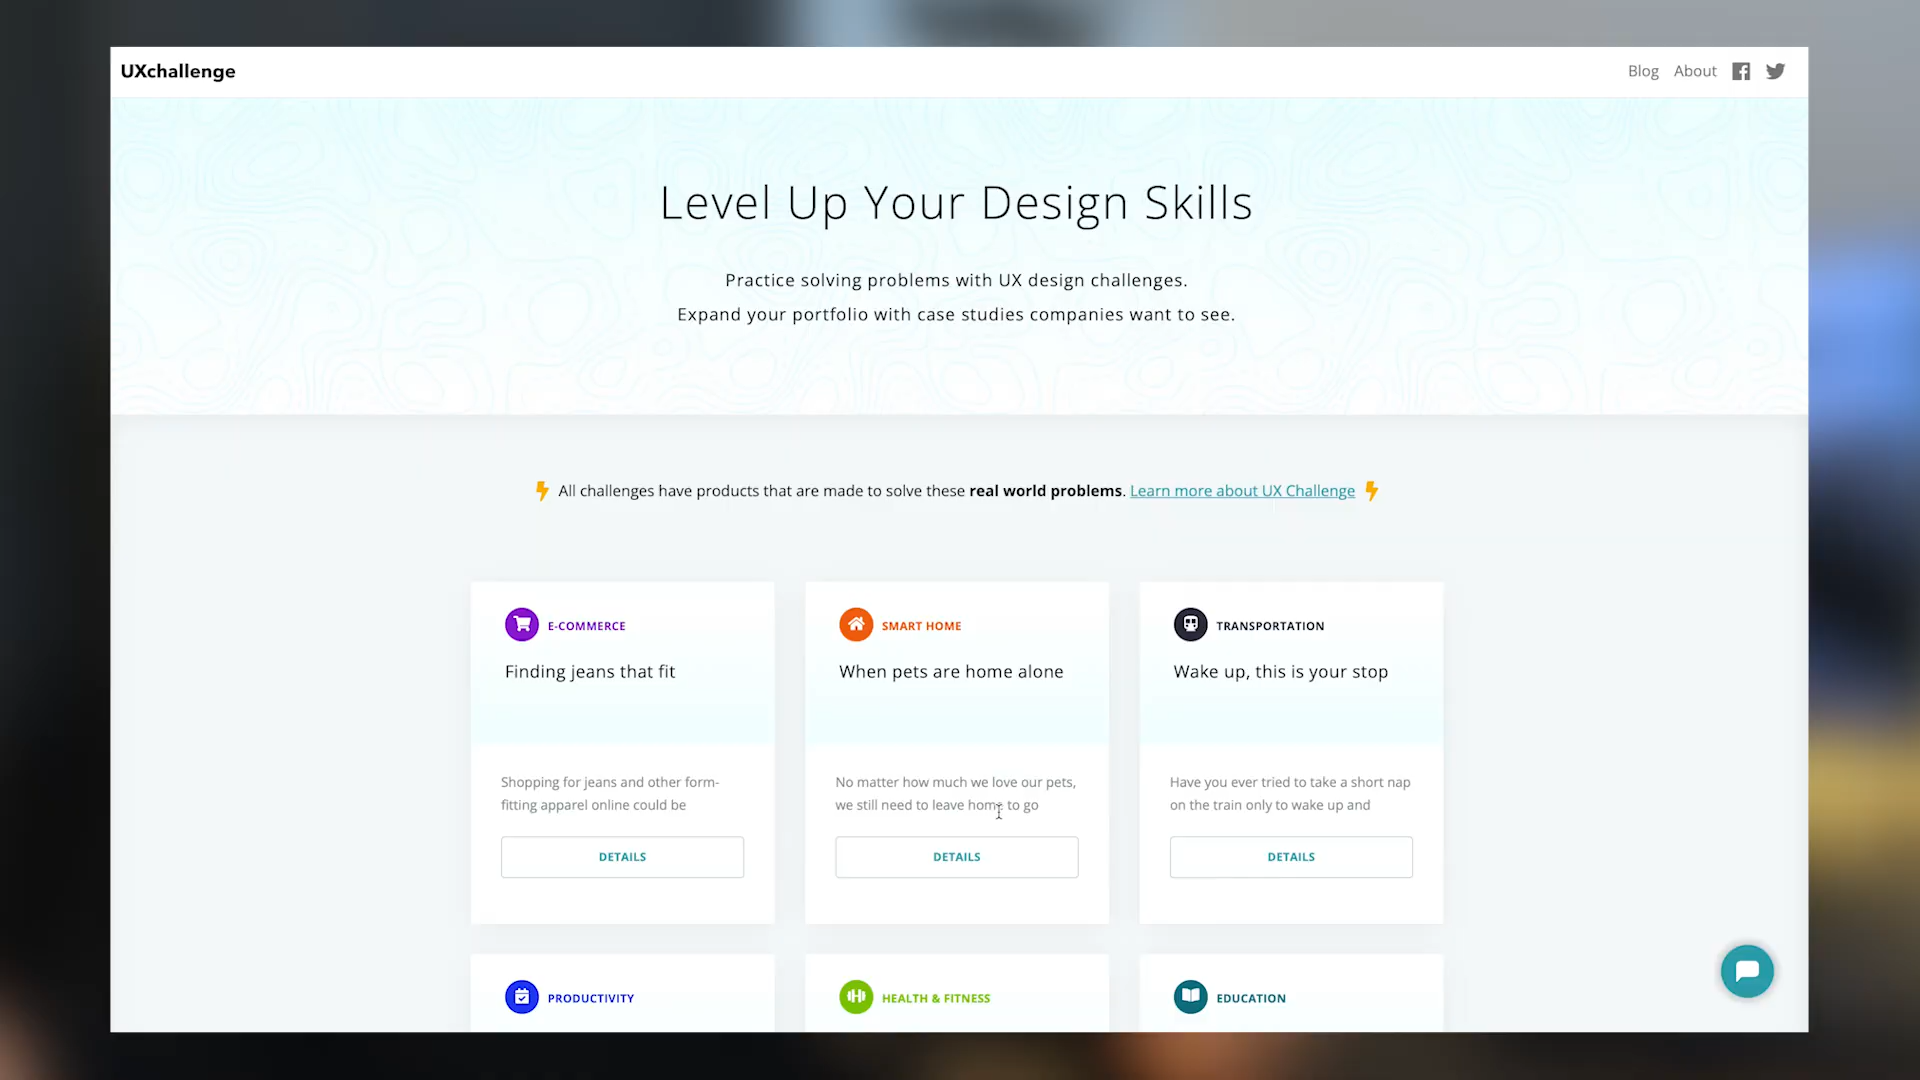 UXchallenge
Blog
About
Level Up Your Design Skills
Practice solving problems with UX design challenges.
Expand your portfolio with case studies companies want to see.
All challenges have products that are made to solve these real world problems. Learn more about UX Challenge
E-COMMERCE
Finding jeans that fit
Shopping for jeans and other form-
fitting apparel online could be
DETAILS
SMART HOME
When pets are home alone
No matter how much we love our pets,
we still need to leave home to go
DETAILS
TRANSPORTATION
Wake up, this is your stop
Have you ever tried to take a short nap
on the train only to wake up and
DETAILS
PRODUCTIVITY
HEALTH & FITNESS
EDUCATION